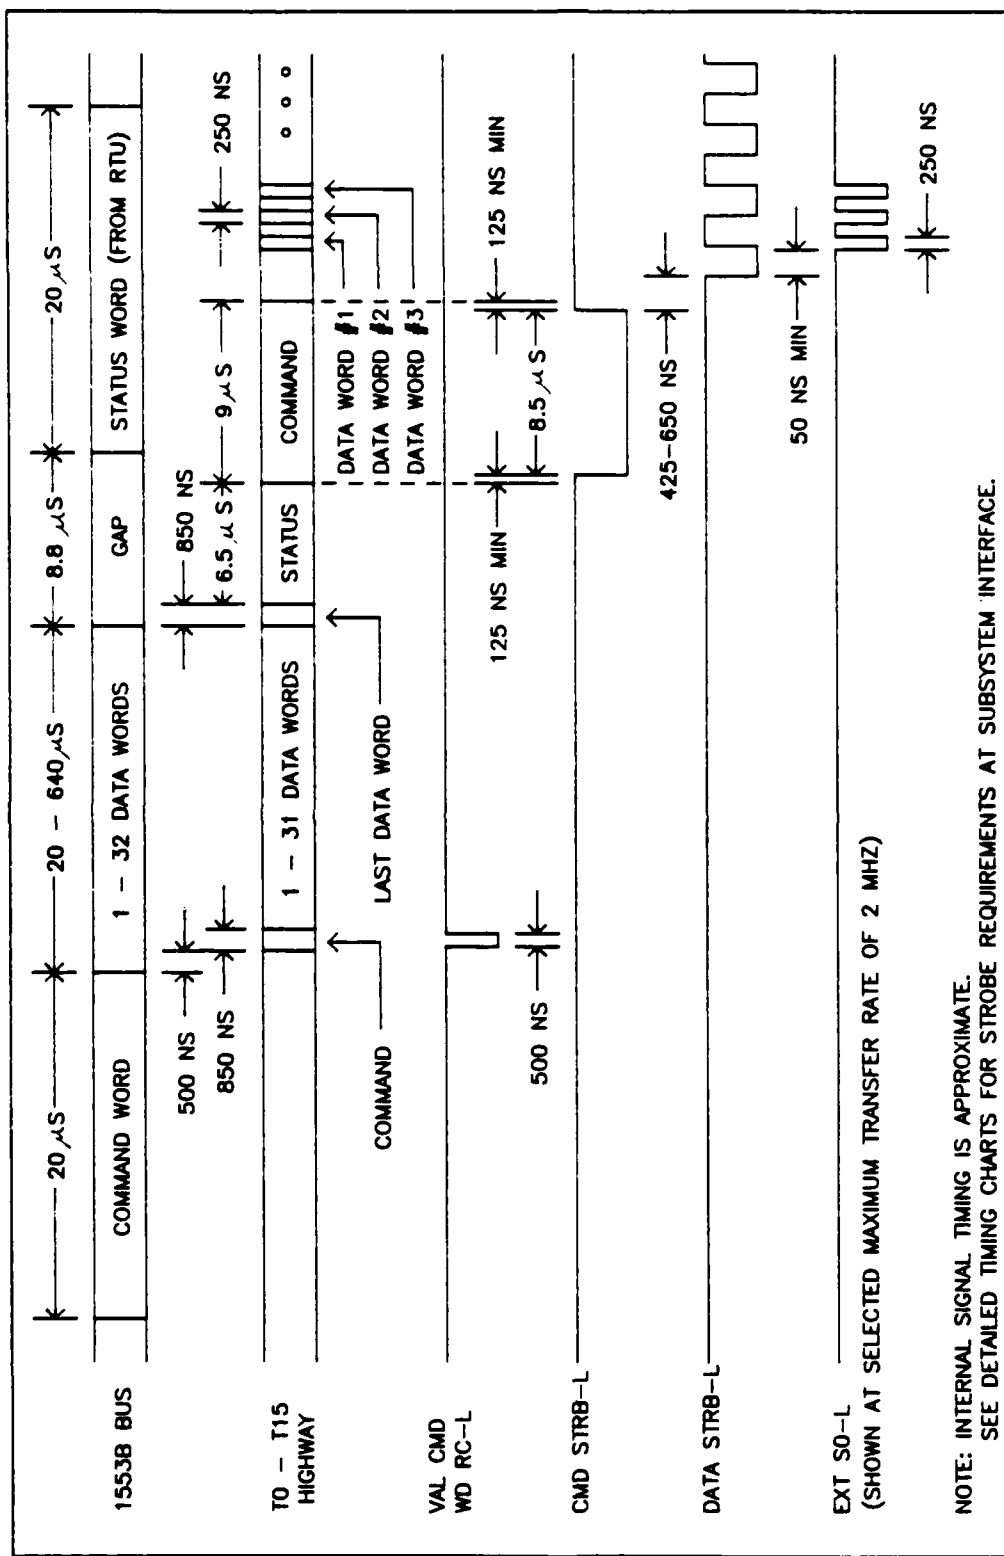 20 μS
20 - 640 μS
8.8 μS
20 μS
1553B BUS
COMMAND WORD
1 - 32 DATA WORDS
GAP
STATUS WORD (FROM RTU)
500 NS
850 NS
850 NS
6.5 μS
9 μS
250 NS
TO - T15
HIGHWAY
1 - 31 DATA WORDS
STATUS
COMMAND
COMMAND
LAST DATA WORD
DATA WORD #1
DATA WORD #2
DATA WORD #3
VAL CMD
WD RC-L
500 NS
125 NS MIN
125 NS MIN
8.5 μS
CMD STRB-L
425-650 NS
DATA STRB-L
50 NS MIN
EXT SO-L
(SHOWN AT SELECTED MAXIMUM TRANSFER RATE OF 2 MHZ)
250 NS
NOTE: INTERNAL SIGNAL TIMING IS APPROXIMATE.
SEE DETAILED TIMING CHARTS FOR STROBE REQUIREMENTS AT SUBSYSTEM INTERFACE.